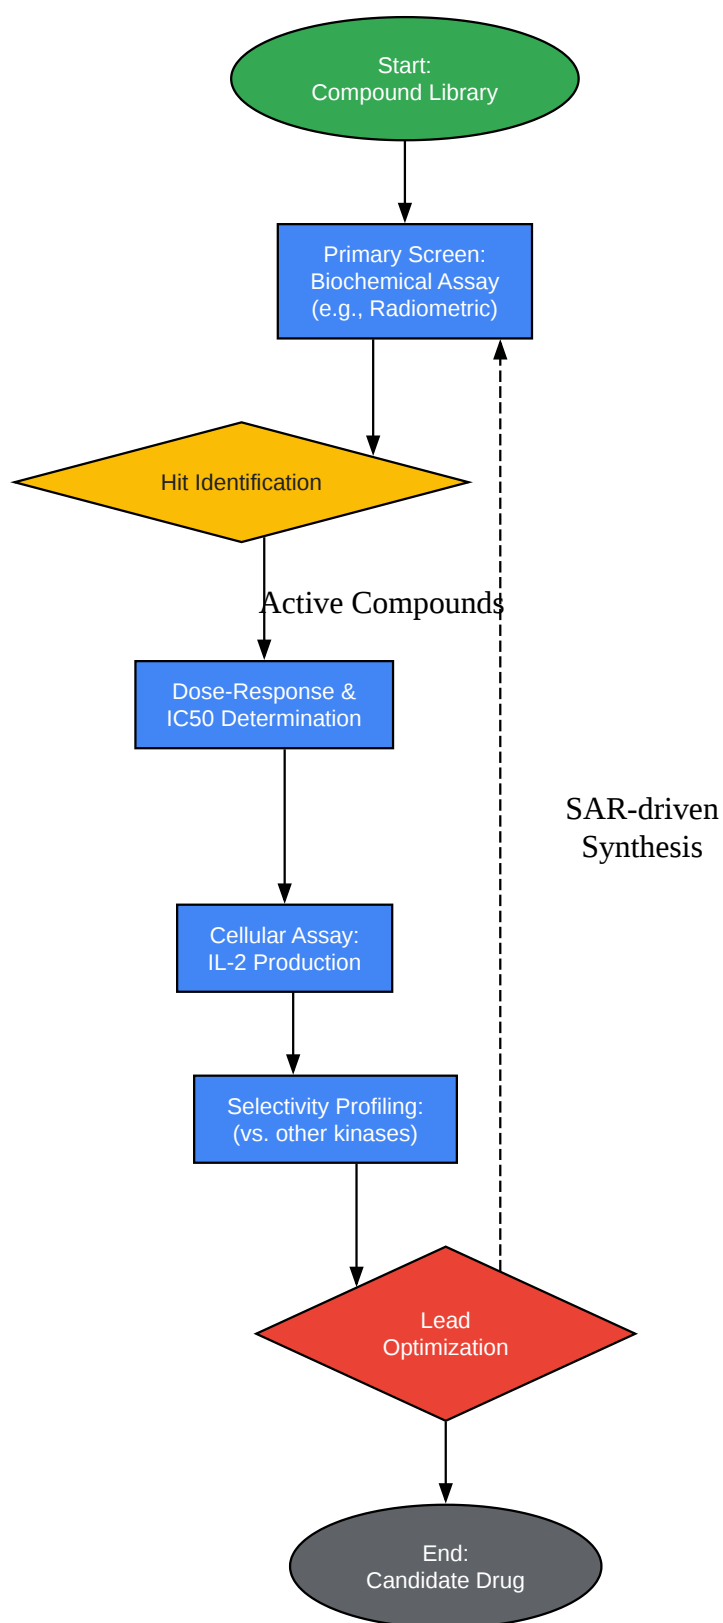 Start:
Compound Library
Primary Screen:
Biochemical Assay
(e.g., Radiometric)
Hit Identification
Active Compounds
Dose-Response &
IC50 Determination
SAR-driven
Synthesis
Cellular Assay:
IL-2 Production
Selectivity Profiling:
(vs. other kinases)
Lead
Optimization
End:
Candidate Drug